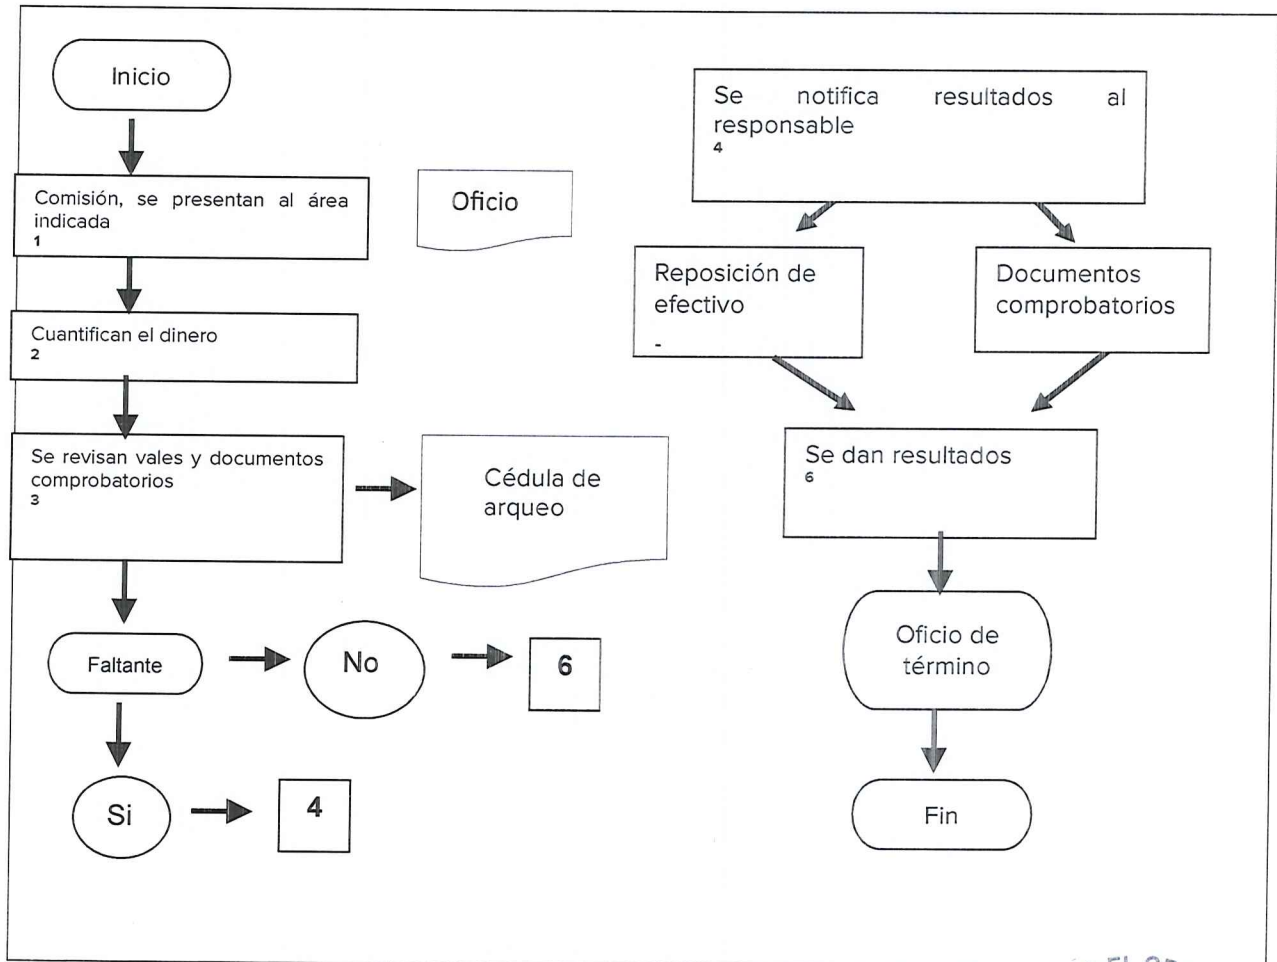 Inicio
Comisión, se presentan al área
indicada
1
Oficio
Cuantifican el dinero
2
Se revisan vales y documentos
comprobatorios
3
Cédula de
arqueo
Faltante
No
6
Si
4
Se notifica resultados al
responsable
4
Reposición de
efectivo
-
Documentos
comprobatorios
Se dan resultados
6
Oficio de
término
Fin